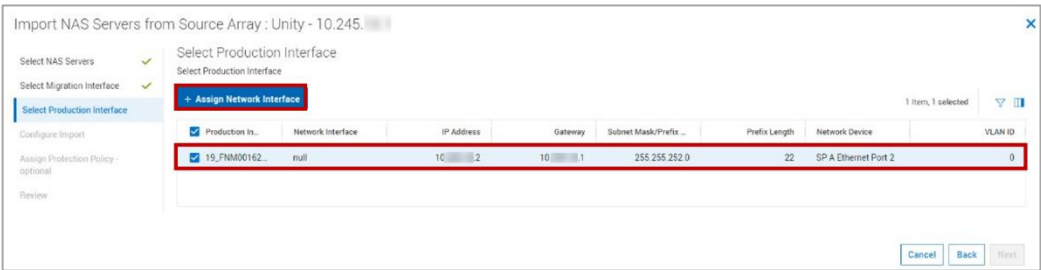 Import NAS Servers from Source Array : Unity - 10.245.
Select NAS Servers
Select Migration Interface
Select Production Interface
Configure Import
Assign Protection Policy -
optional
Review
Select Production Interface
Select Production Interface
+ Assign Network Interface
1 item, 1 selected
Production In... Network Interface IP Address Gateway Subnet Mask/Prefix ... Prefix Length Network Device VLAN ID
19_FNM00162... null 10 2 10 .1 255.255.252.0 22 SP A Ethernet Port 2 0
Cancel Back Next